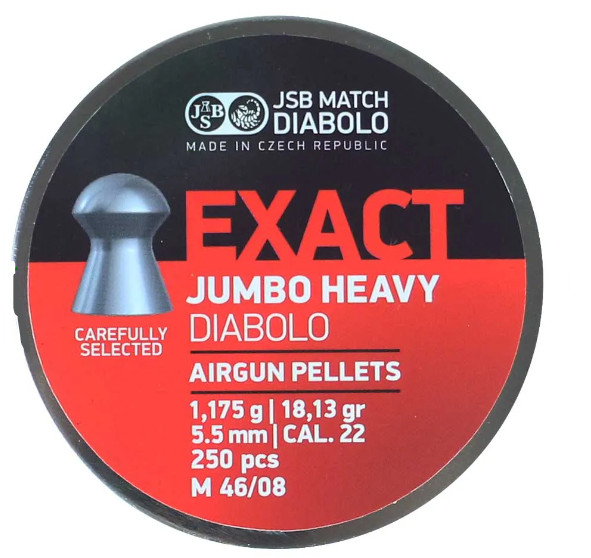 JSB
JSB MATCH
DIABOLO
MADE IN CZECH REPUBLIC
EXACT
JUMBO HEAVY
DIABOLO
CAREFULLY
SELECTED
AIRGUN PELLETS
1,175 g | 18,13 gr
5.5 mm | CAL. 22
250 pcs
M 46/08